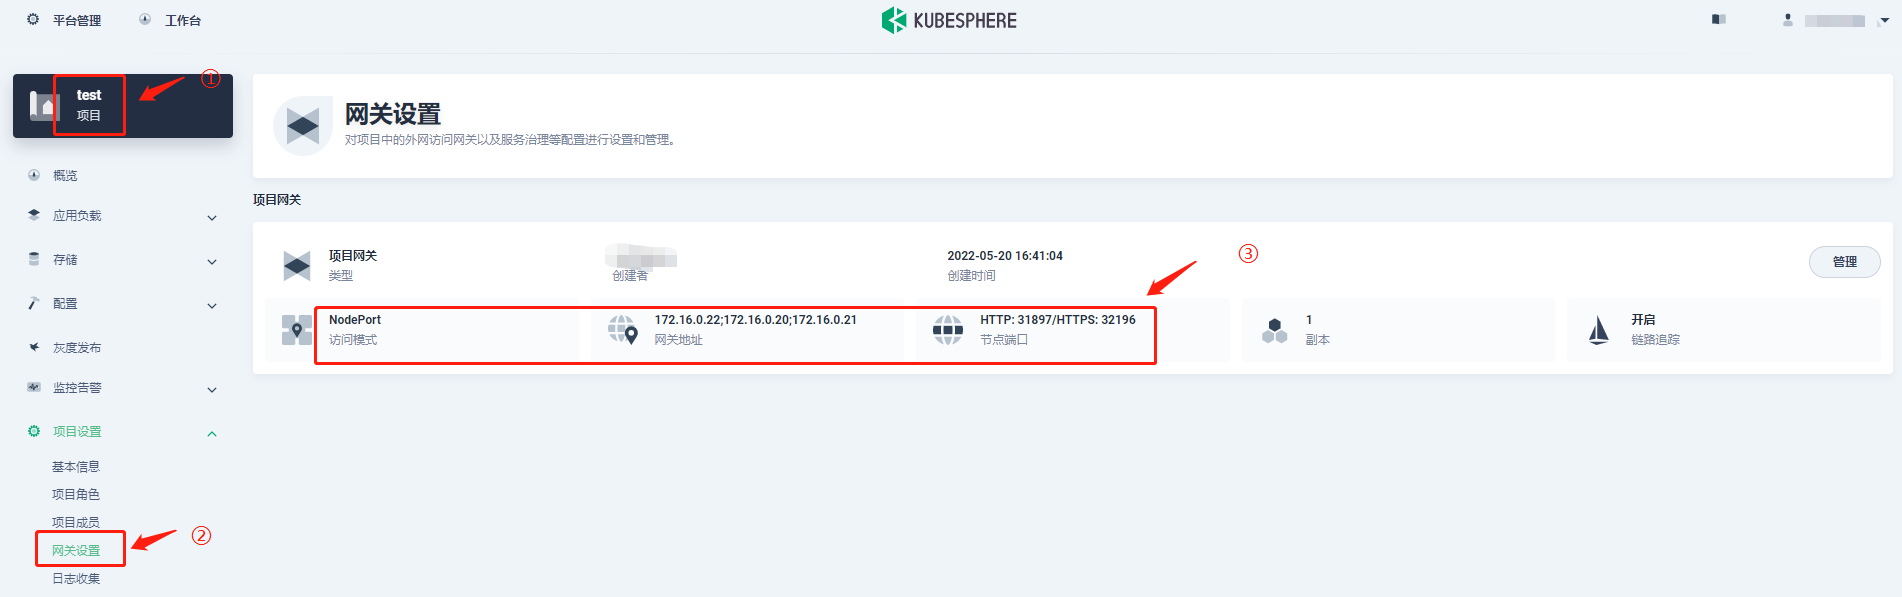 平台管理
工作台
KUBESPHERE
test
项目
①
概览
应用负载
存储
配置
灰度发布
监控告警
项目设置
基本信息
项目角色
项目成员
网关设置
②
日志收集
网关设置
对项目中的外网访问网关以及服务治理等配置进行设置和管理。
项目网关
项目网关
类型
创建者
2022-05-20 16:41:04
创建时间
③
管理
NodePort
访问模式
172.16.0.22;172.16.0.20;172.16.0.21
网关地址
HTTP: 31897/HTTPS: 32196
节点端口
1
副本
开启
链路追踪